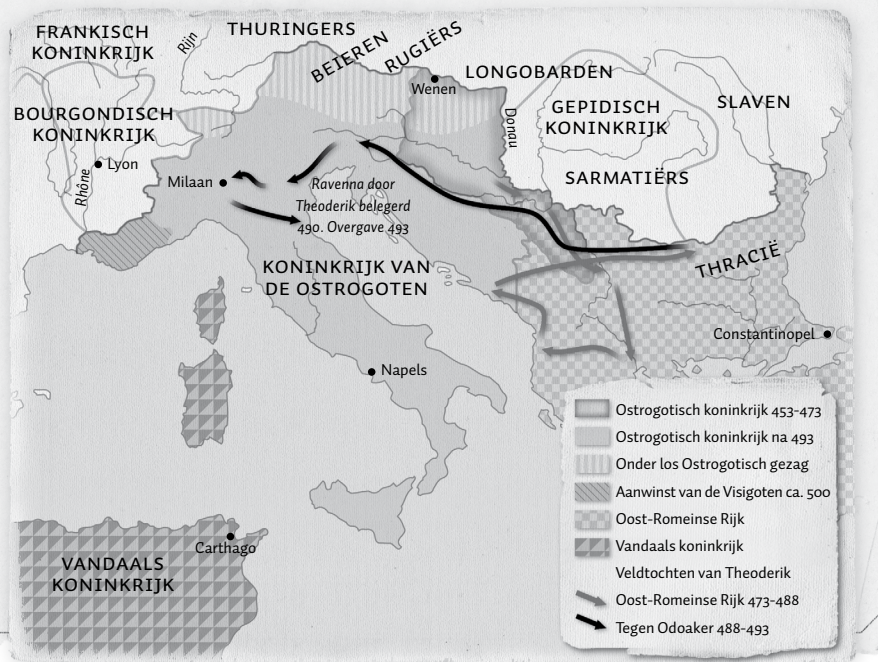 FRANKISCH
KONINKRIJK
Rijn
THURINGERS
BEIEREN
RUGIËRS
Wenen
LONGOBARDEN
BOURGONDISCH
KONINKRIJK
Lyon
Rhône
Donau
GEPIDISCH
KONINKRIJK
SLAVEN
SARMATIËRS
Milaan
Ravenna door
Theoderik belegerd
490. Overgave 493
KONINKRIJK VAN
DE OSTROGOTEN
THRACIË
Constantinopel
Napels
Carthago
VANDAALS
KONINKRIJK
Ostrogotisch koninkrijk 453-473
Ostrogotisch koninkrijk na 493
Onder los Ostrogotisch gezag
Aanwinst van de Visigoten ca. 500
Oost-Romeinse Rijk
Vandaals koninkrijk
Veldtochten van Theoderik
Oost-Romeinse Rijk 473-488
Tegen Odoaker 488-493